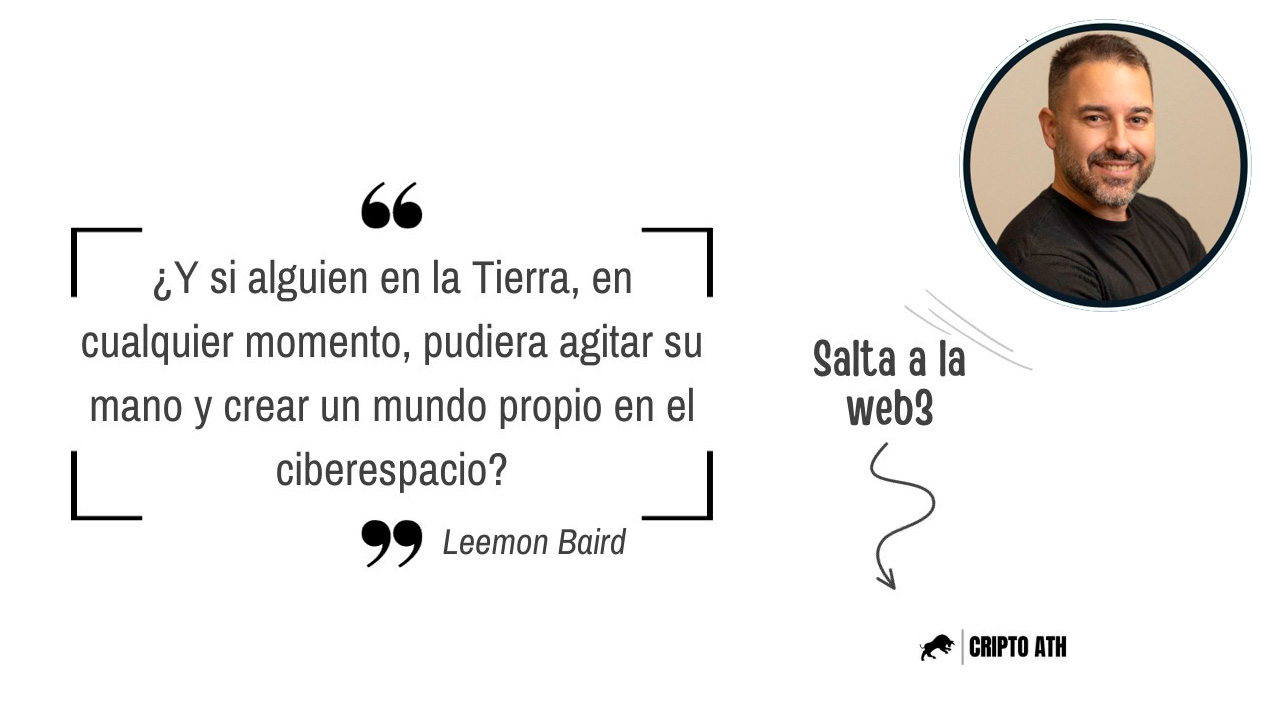 “
¿Y si alguien en la Tierra, en
cualquier momento, pudiera agitar su
mano y crear un mundo propio en el
ciberespacio?
” Leemon Baird
Salta a la
web3
CRIPTO ATH